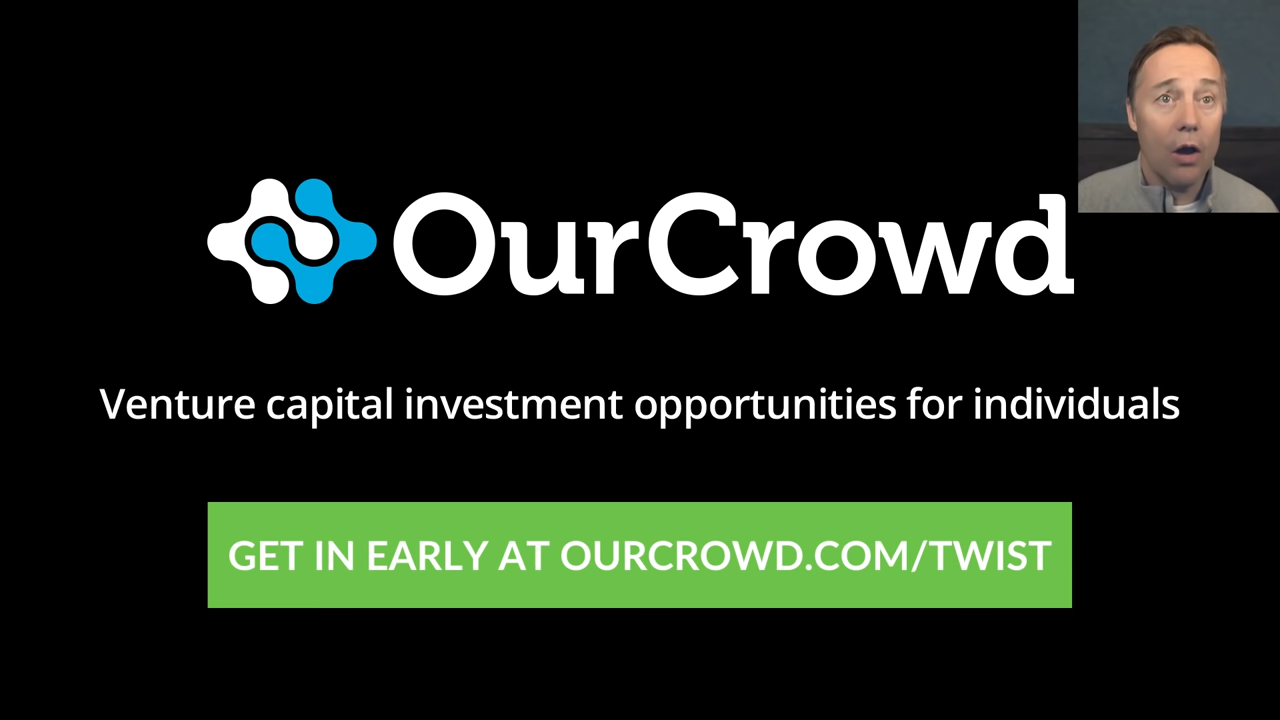 OurCrowd
Venture capital investment opportunities for individuals
GET IN EARLY AT OURCROWD.COM/TWIST